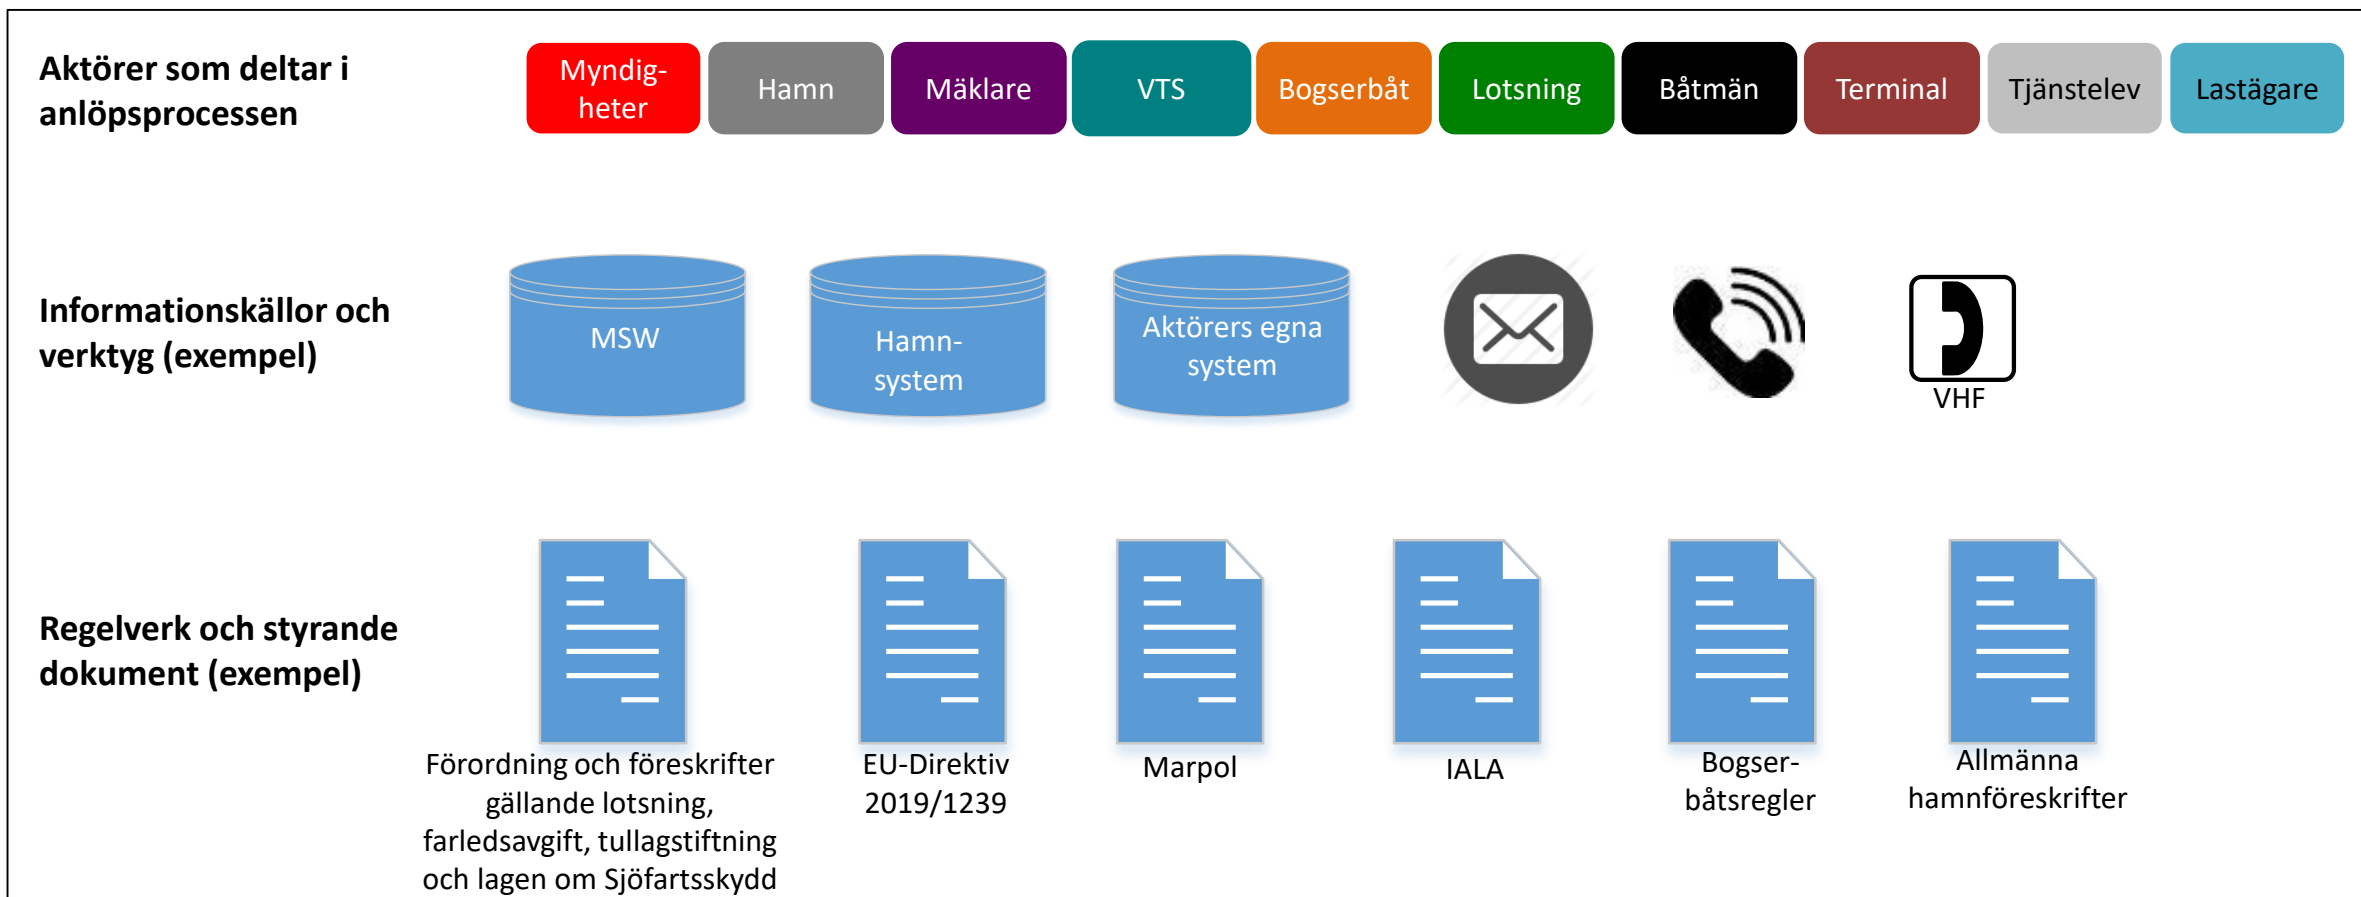 Aktörer som deltar i
anlöpsprocessen
Myndig-
heter
Hamn
Mäklare
VTS
Bogserbåt
Lotsning
Båtmän
Terminal
Tjänstelev
Lastägare
Informationskällor och
verktyg (exempel)
MSW
Hamn-
system
Aktörers egna
system
VHF
Regelverk och styrande
dokument (exempel)
Förordning och föreskrifter
gällande lotsning,
farledsavgift, tullagstiftning
och lagen om Sjöfartsskydd
EU-Direktiv
2019/1239
Marpol
IALA
Bogser-
båtsregler
Allmänna
hamnföreskrifter